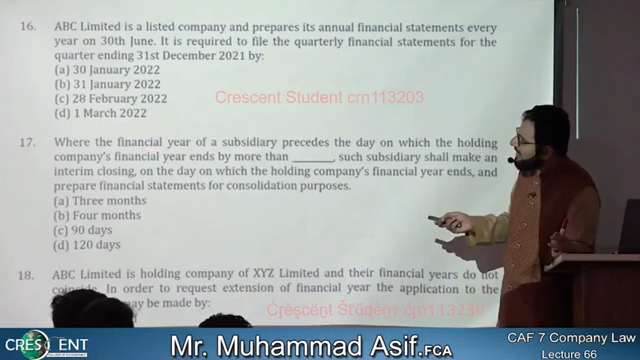 16. ABC Limited is a listed company and prepares its annual financial statements every
year on 30th June. It is required to file the quarterly financial statements for the
quarter ending 31st December 2021 by:
(a) 30 January 2022
(b) 31 January 2022
(c) 28 February 2022
(d) 1 March 2022
Crescent Student crn113203
17. Where the financial year of a subsidiary precedes the day on which the holding
company's financial year ends by more than _______, such subsidiary shall make an
interim closing, on the day on which the holding company's financial year ends, and
prepare financial statements for consolidation purposes.
(a) Three months
(b) Four months
(c) 90 days
(d) 120 days
18. ABC Limited is holding company of XYZ Limited and their financial years do not
In order to request extension of financial year the application to the
may be made by:
CRESCENT
Mr. Muhammad Asif.FCA
CAF 7 Company Law
Lecture 66